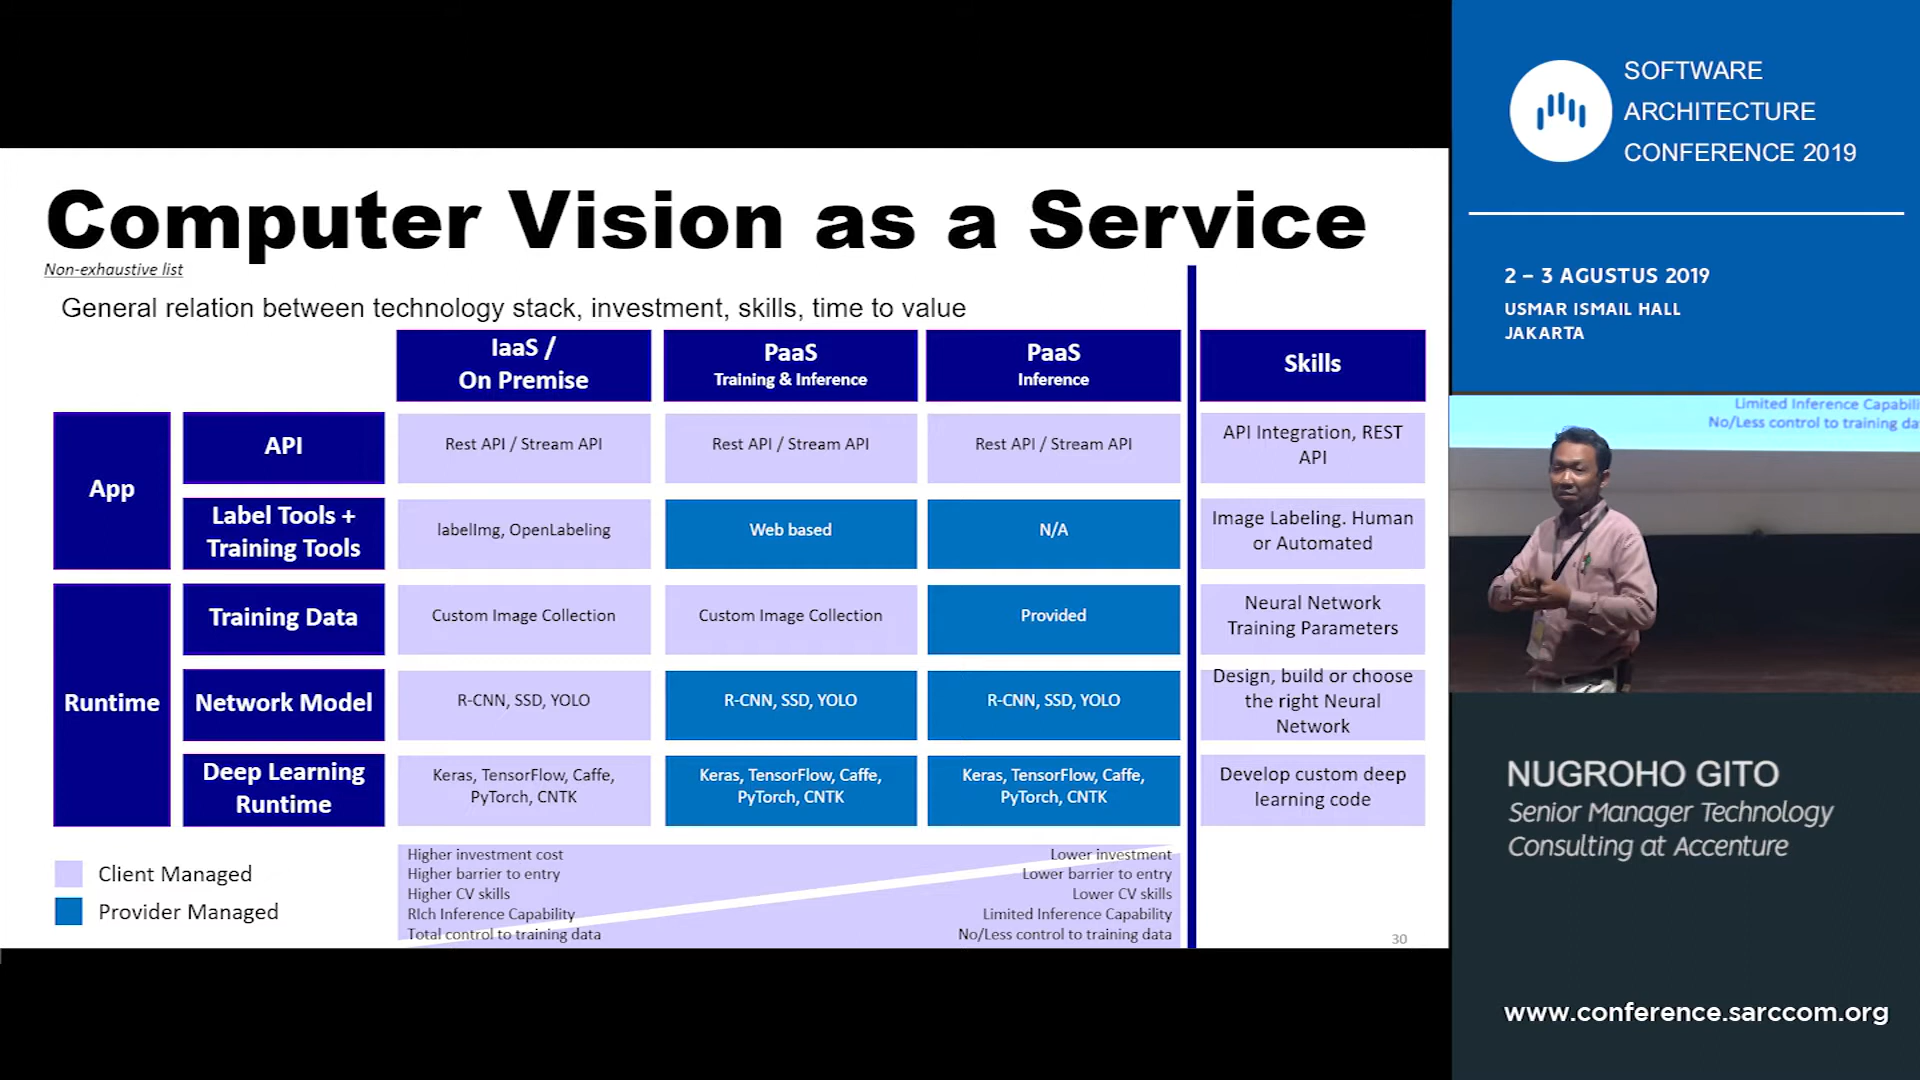 Computer Vision as a Service
Non-exhaustive list
General relation between technology stack, investment, skills, time to value
IaaS /
On Premise
PaaS
Training & Inference
PaaS
Inference
Skills
App
API
Rest API / Stream API
Rest API / Stream API
Rest API / Stream API
API Integration, REST
API
Label Tools +
Training Tools
labelImg, OpenLabeling
Web based
N/A
Image Labeling. Human
or Automated
Runtime
Training Data
Custom Image Collection
Custom Image Collection
Provided
Neural Network
Training Parameters
Network Model
R-CNN, SSD, YOLO
R-CNN, SSD, YOLO
R-CNN, SSD, YOLO
Design, build or choose
the right Neural
Network
Deep Learning
Runtime
Keras, TensorFlow, Caffe,
PyTorch, CNTK
Keras, TensorFlow, Caffe,
PyTorch, CNTK
Keras, TensorFlow, Caffe,
PyTorch, CNTK
Develop custom deep
learning code
Client Managed
Provider Managed
Higher investment cost
Higher barrier to entry
Higher CV skills
RIch Inference Capability
Total control to training data
Lower investment
Lower barrier to entry
Lower CV skills
Limited Inference Capability
No/Less control to training data
30
SOFTWARE
ARCHITECTURE
CONFERENCE 2019
2 – 3 AGUSTUS 2019
USMAR ISMAIL HALL
JAKARTA
Limited Inference Capabili
No/Less control to training da
NUGROHO GITO
Senior Manager Technology
Consulting at Accenture
www.conference.sarccom.org